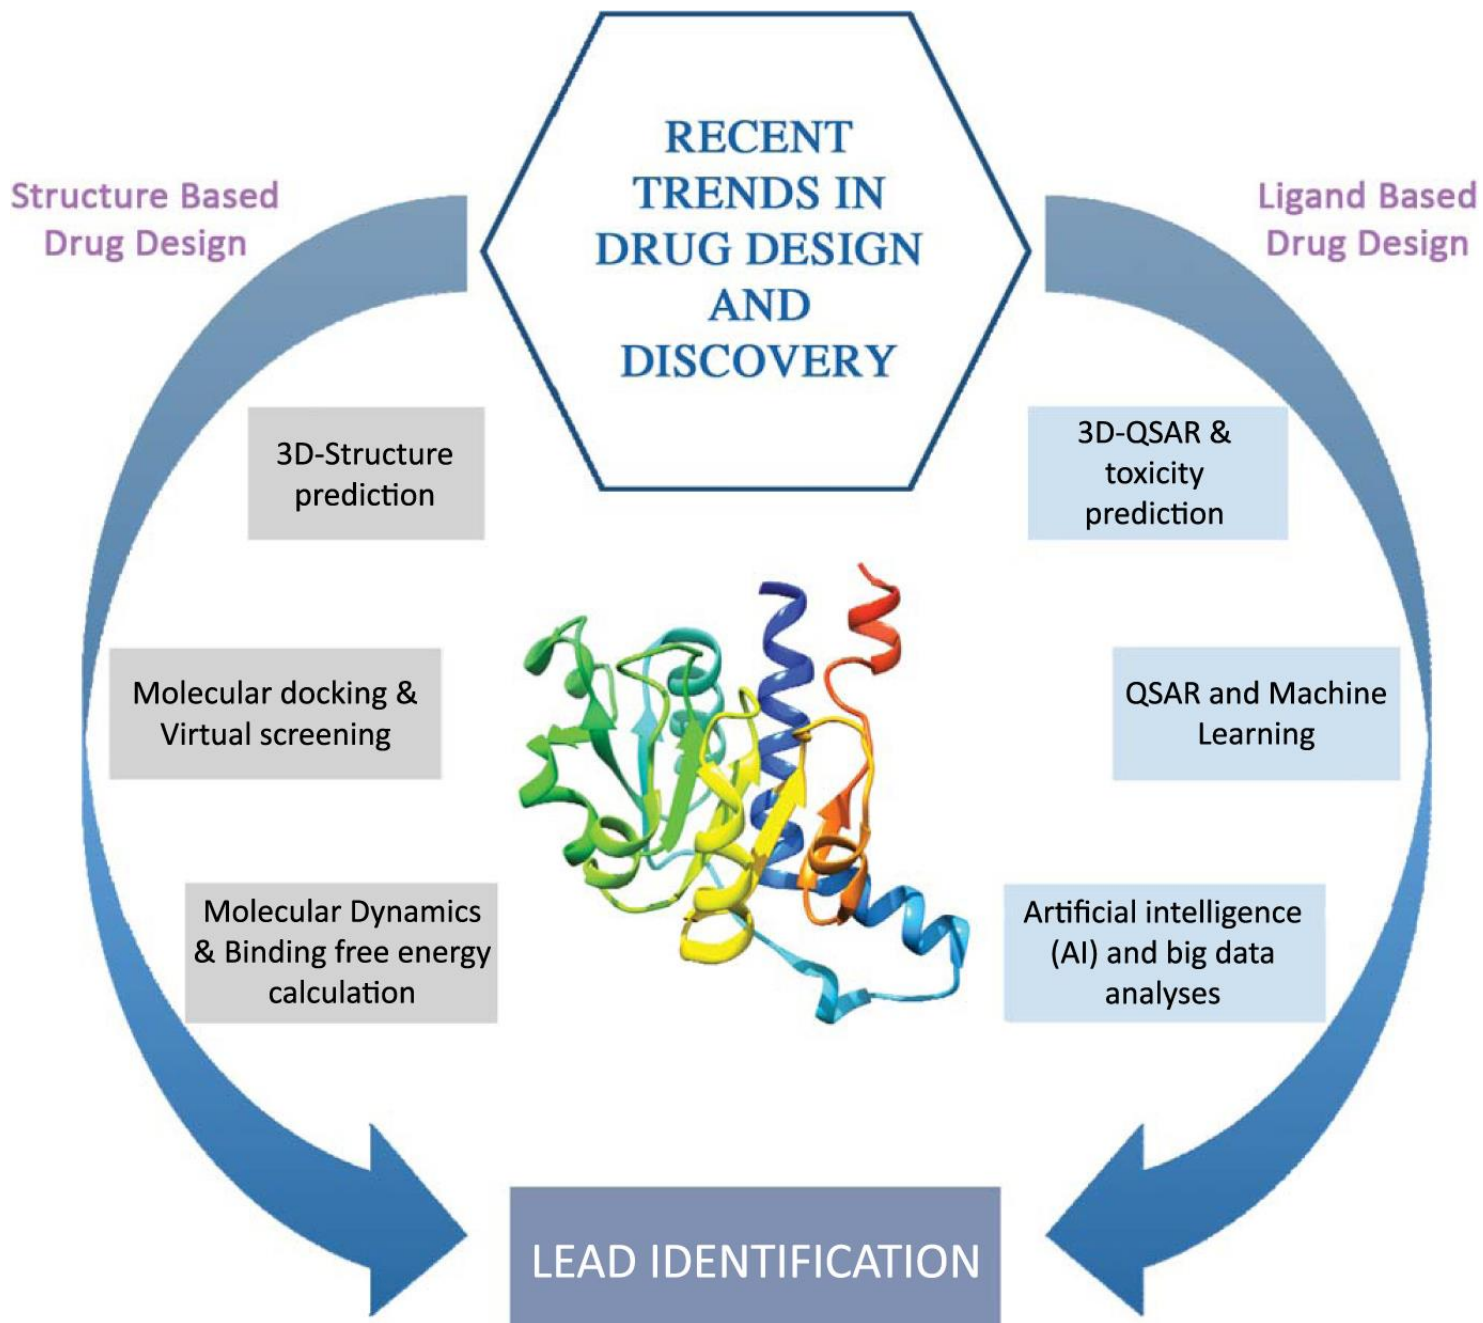 RECENT
TRENDS IN
DRUG DESIGN
AND
DISCOVERY
Structure Based
Drug Design
Ligand Based
Drug Design
3D-Structure
prediction
3D-QSAR &
toxicity
prediction
Molecular docking &
Virtual screening
QSAR and Machine
Learning
Molecular Dynamics
& Binding free energy
calculation
Artificial intelligence
(AI) and big data
analyses
LEAD IDENTIFICATION